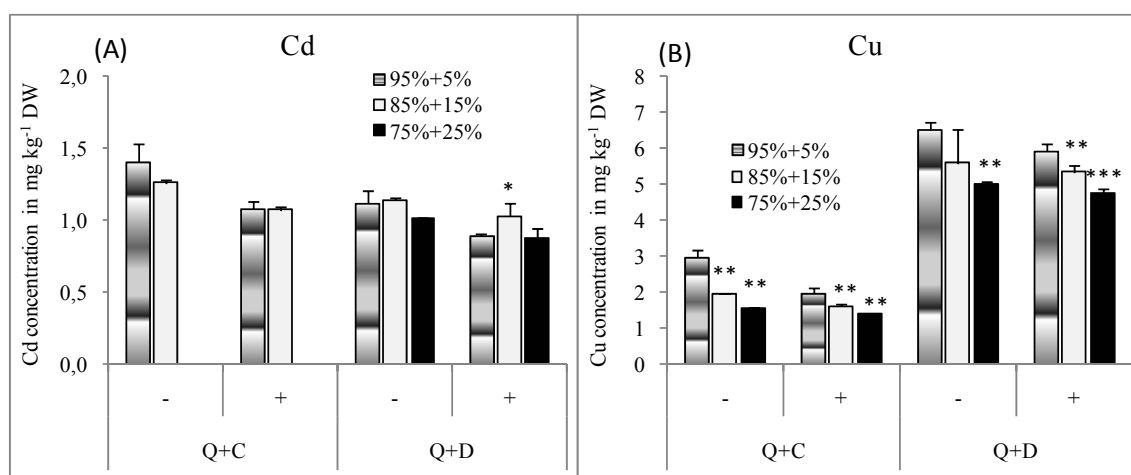 (A)
Cd
95%+5%
85%+15%
75%+25%
Cd concentration in mg kg-1 DW
2,0
1,5
1.0
0.5
0,0
*
- + - +
Q+C Q+D
(B)
Cu
95%+5%
85%+15%
75%+25%
Cu concentration in mg kg-1 DW
8
7
6
5
4
3
2
1
0
** ** ** ** ** ** ***
- + - +
Q+C Q+D